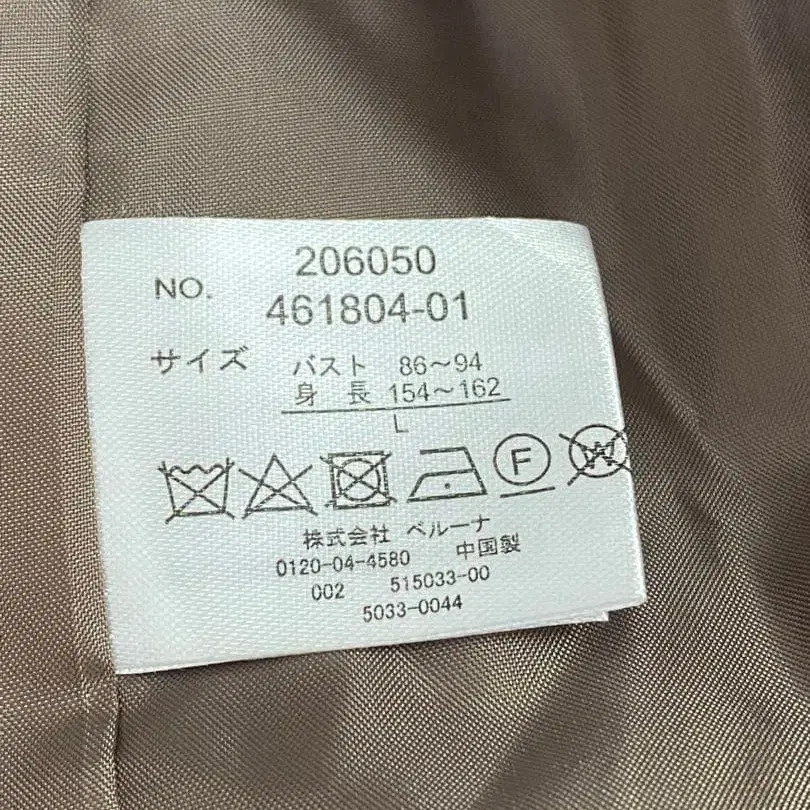 206050
NO.
461804-01
サイズ バスト 86～94
身 長 154～162
L
F W
株式会社 ベルーナ
0120-04-4580 中国製
002 515033-00
5033-0044